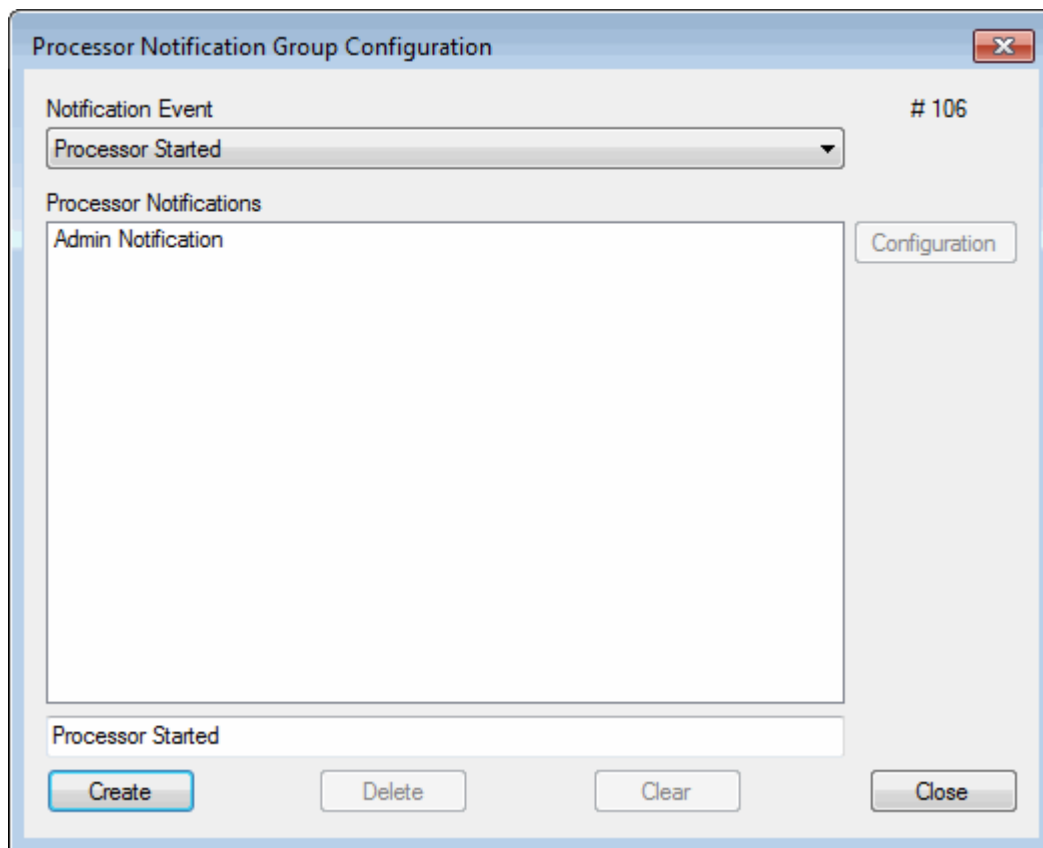 Processor Notification Group Configuration
Notification Event
# 106
Processor Started
Processor Notifications
Admin Notification
Configuration
Processor Started
Create
Delete
Clear
Close